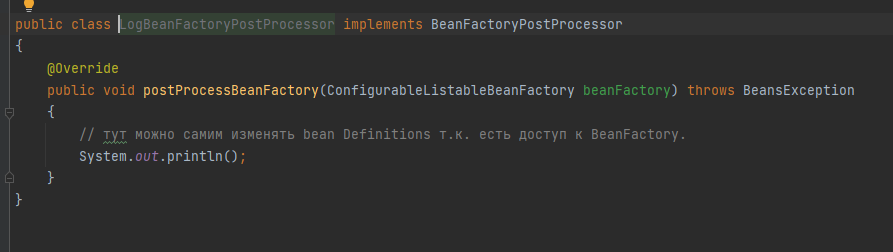 public class LogBeanFactoryPostProcessor implements BeanFactoryPostProcessor
{
@Override
public void postProcessBeanFactory(ConfigurableListableBeanFactory beanFactory) throws BeansException
{
// тут можно самим изменять bean Definitions т.к. есть доступ к BeanFactory.
System.out.println();
}
}